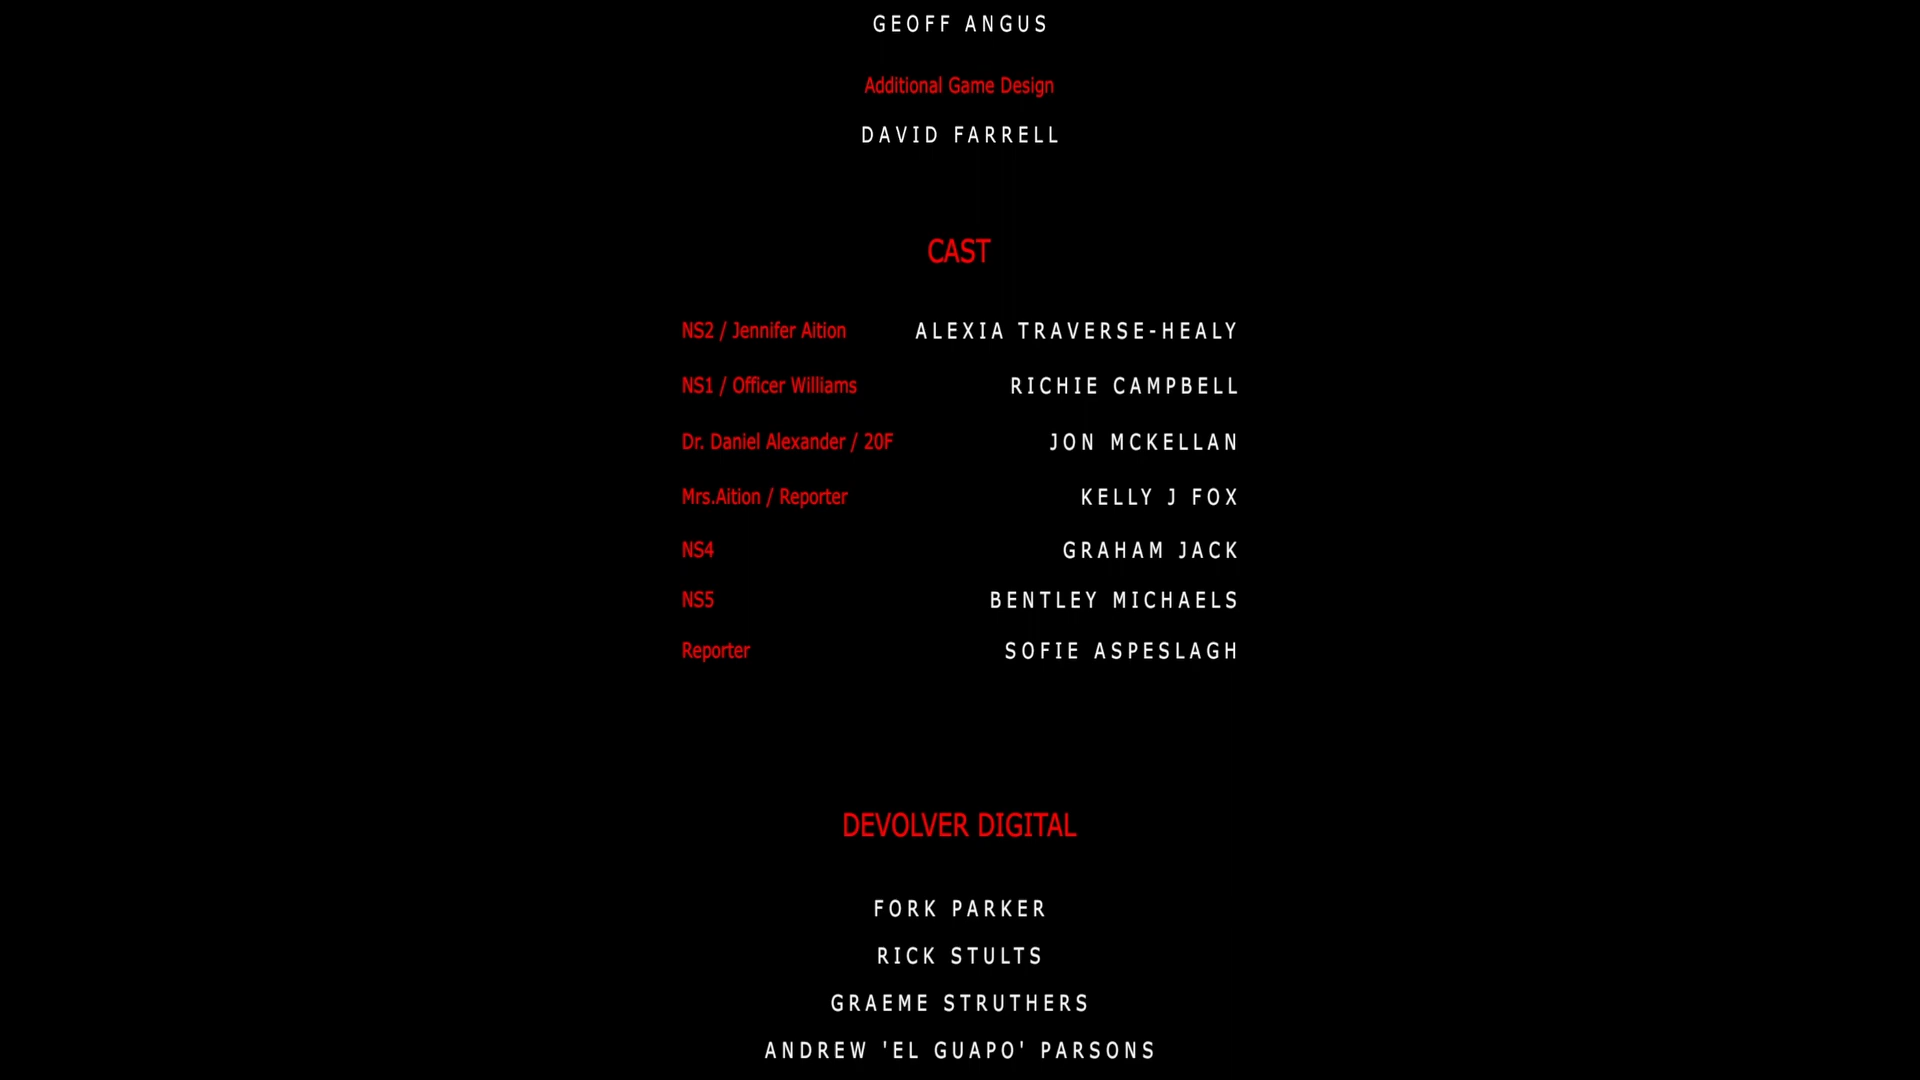 GEOFF ANGUS
Additional Game Design
DAVID FARRELL
CAST
NS2 / Jennifer Aition ALEXIA TRAVERSE-HEALY
NS1 / Officer Williams RICHIE CAMPBELL
Dr. Daniel Alexander / 20F JON MCKELLAN
Mrs.Aition / Reporter KELLY J FOX
NS4 GRAHAM JACK
NS5 BENTLEY MICHAELS
Reporter SOFIE ASPESLAGH
DEVOLVER DIGITAL
FORK PARKER
RICK STULTS
GRAEME STRUTHERS
ANDREW 'EL GUAPO' PARSONS